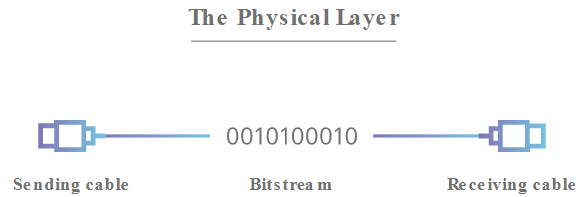 The Physical Layer
0010100010
Sending cable
Bitstream
Receiving cable